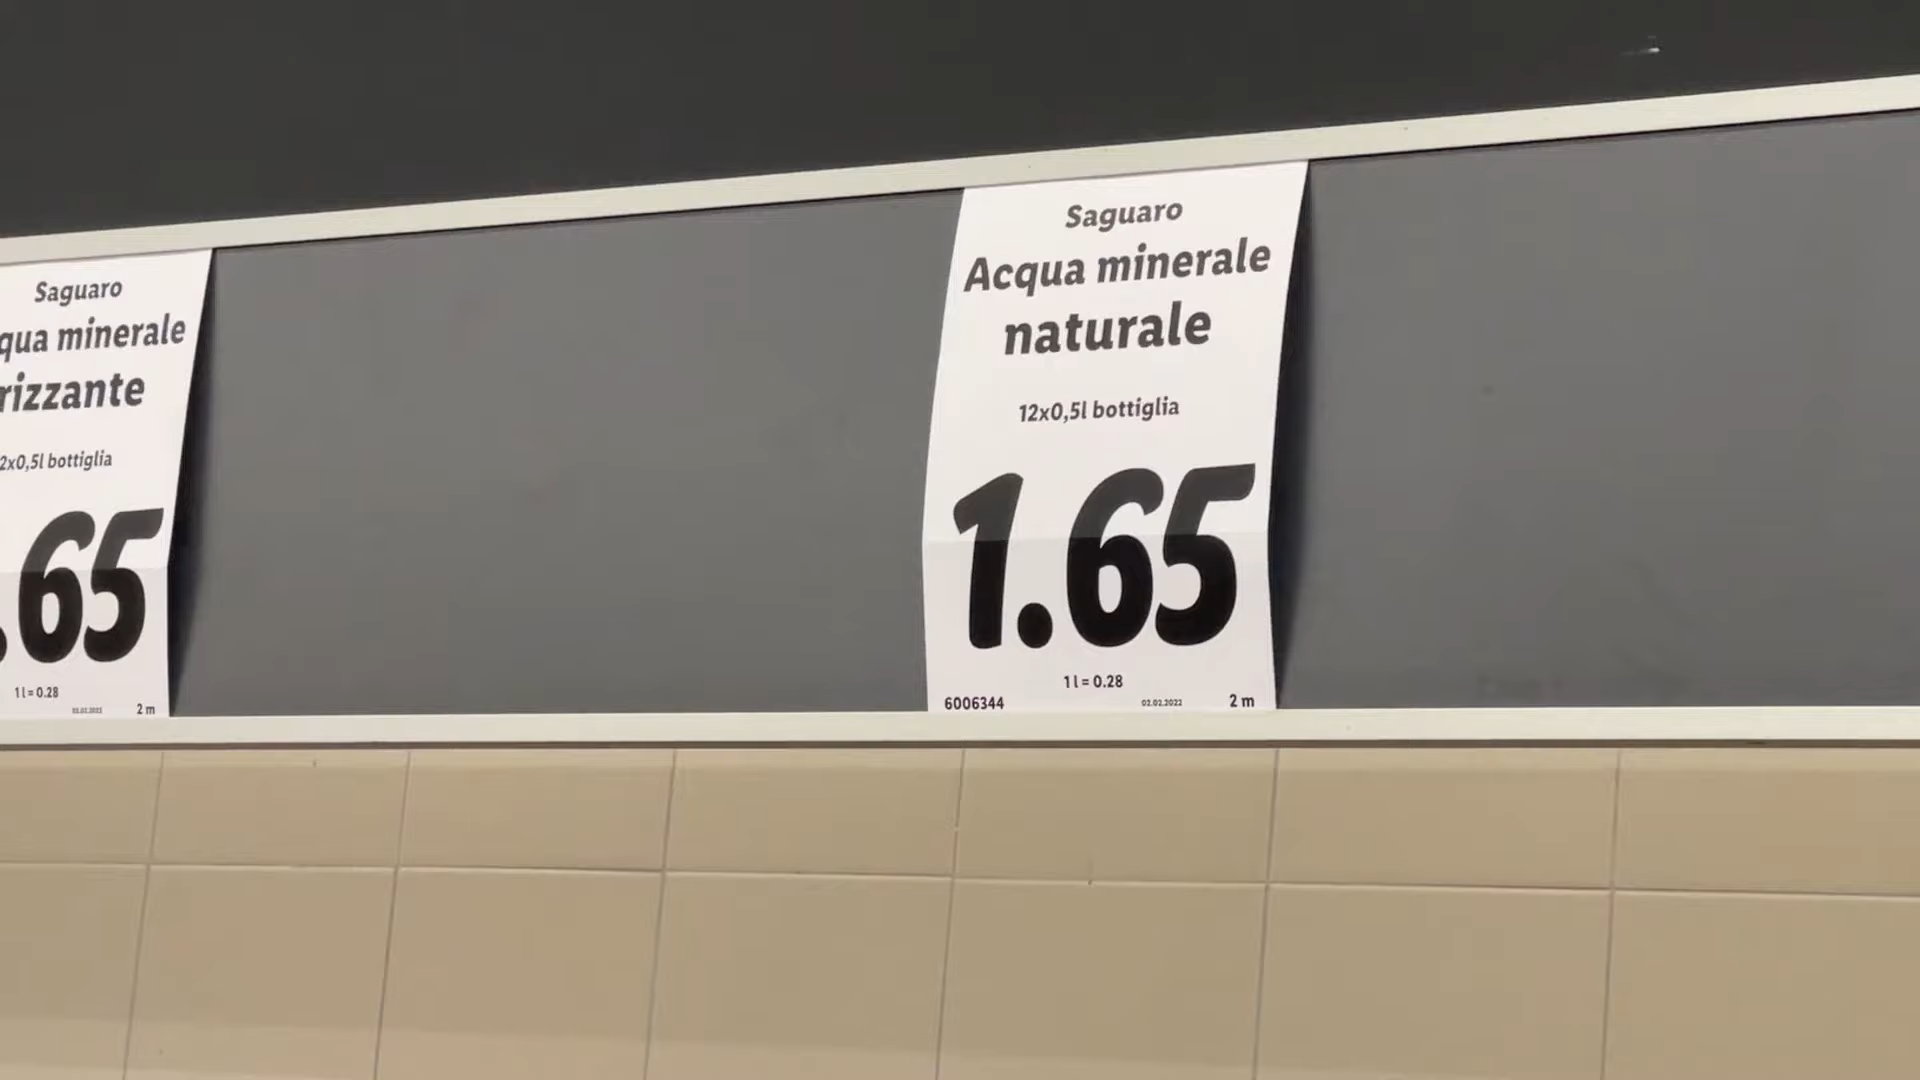 Saguaro
qua minerale
rizzante
2x0,5l bottiglia
.65
1 l = 0.28
2 m
Saguaro
Acqua minerale
naturale
12x0,5l bottiglia
1.65
1 l = 0.28
6006344 02.02.2022 2 m